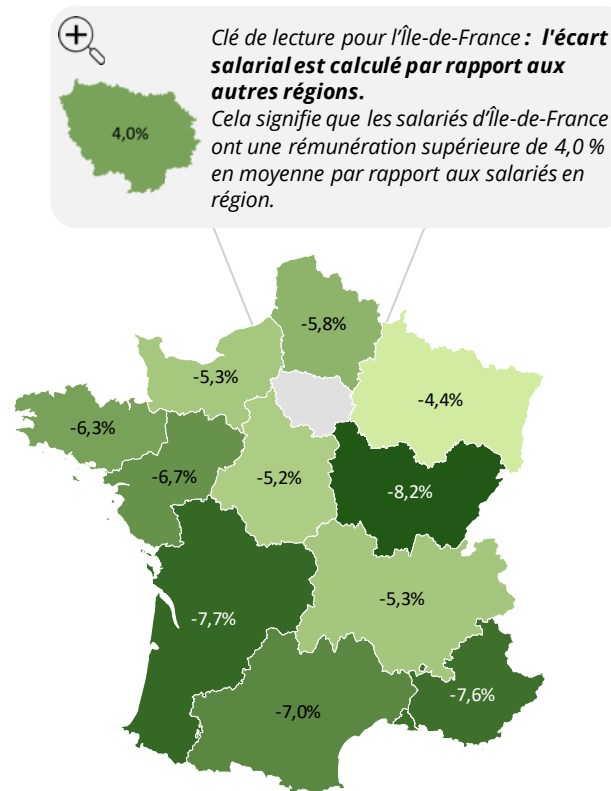 Clé de lecture pour l'Île-de-France : l'écart
salarial est calculé par rapport aux
autres régions.
Cela signifie que les salariés d'Île-de-France
ont une rémunération supérieure de 4,0 %
en moyenne par rapport aux salariés en
région.
4,0%
-5,8%
-5,3%
-4,4%
-6,3%
-6,7%
-5,2%
-8,2%
-5,3%
-7,7%
-7,6%
-7,0%